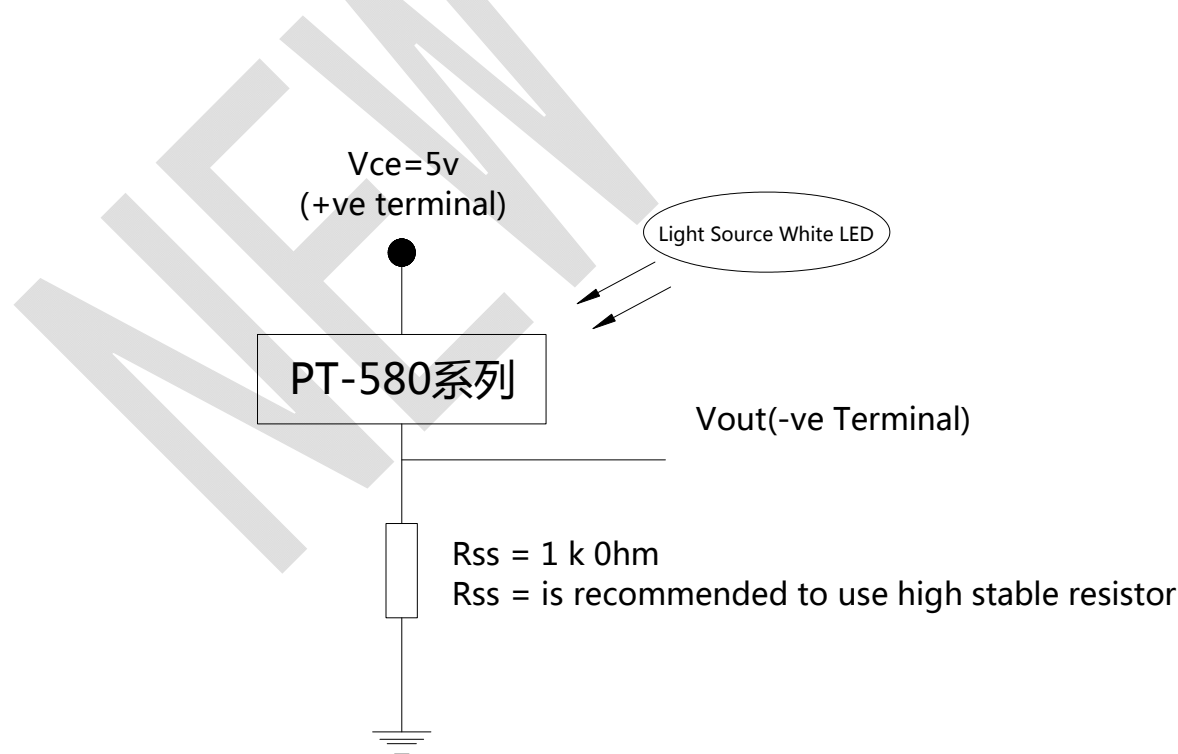 NEW
Vce=5v
(+ve terminal)
Light Source White LED
PT-580系列
Vout(-ve Terminal)
Rss = 1 k 0hm
Rss = is recommended to use high stable resistor